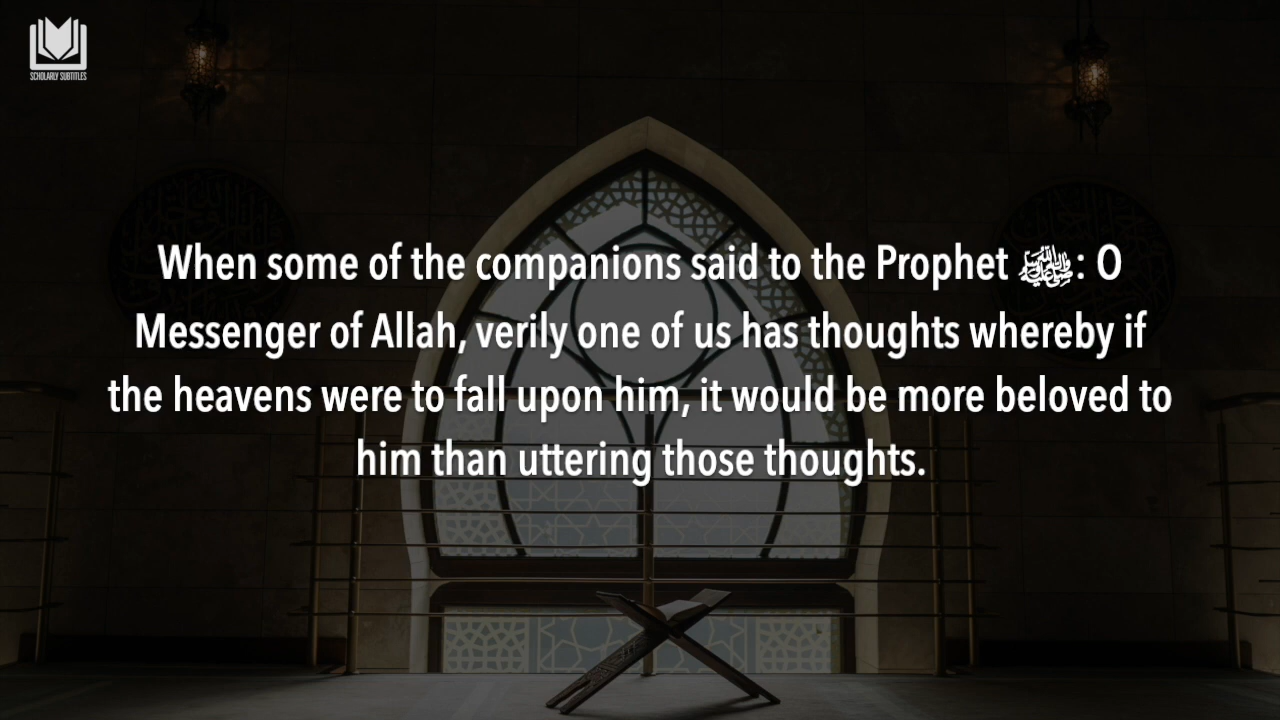 SCHOLARLY SUBTITLES
When some of the companions said to the Prophet ﷺ: O
Messenger of Allah, verily one of us has thoughts whereby if
the heavens were to fall upon him, it would be more beloved to
him than uttering those thoughts.